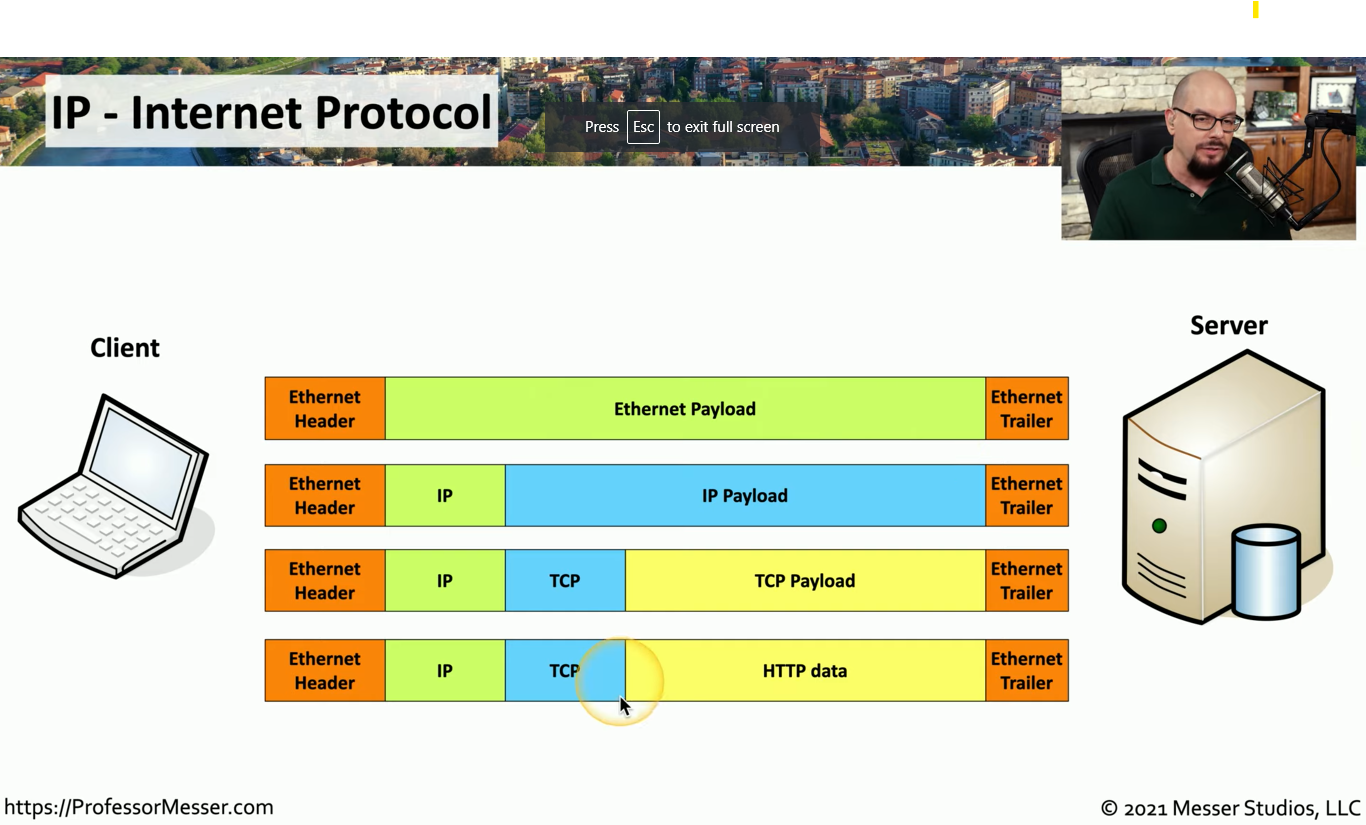 IP - Internet Protocol
Press Esc to exit full screen
Client
Server
Ethernet Header
Ethernet Payload
Ethernet Trailer
Ethernet Header
IP
IP Payload
Ethernet Trailer
Ethernet Header
IP
TCP
TCP Payload
Ethernet Trailer
Ethernet Header
IP
TCP
HTTP data
Ethernet Trailer
https://ProfessorMesser.com
© 2021 Messer Studios, LLC